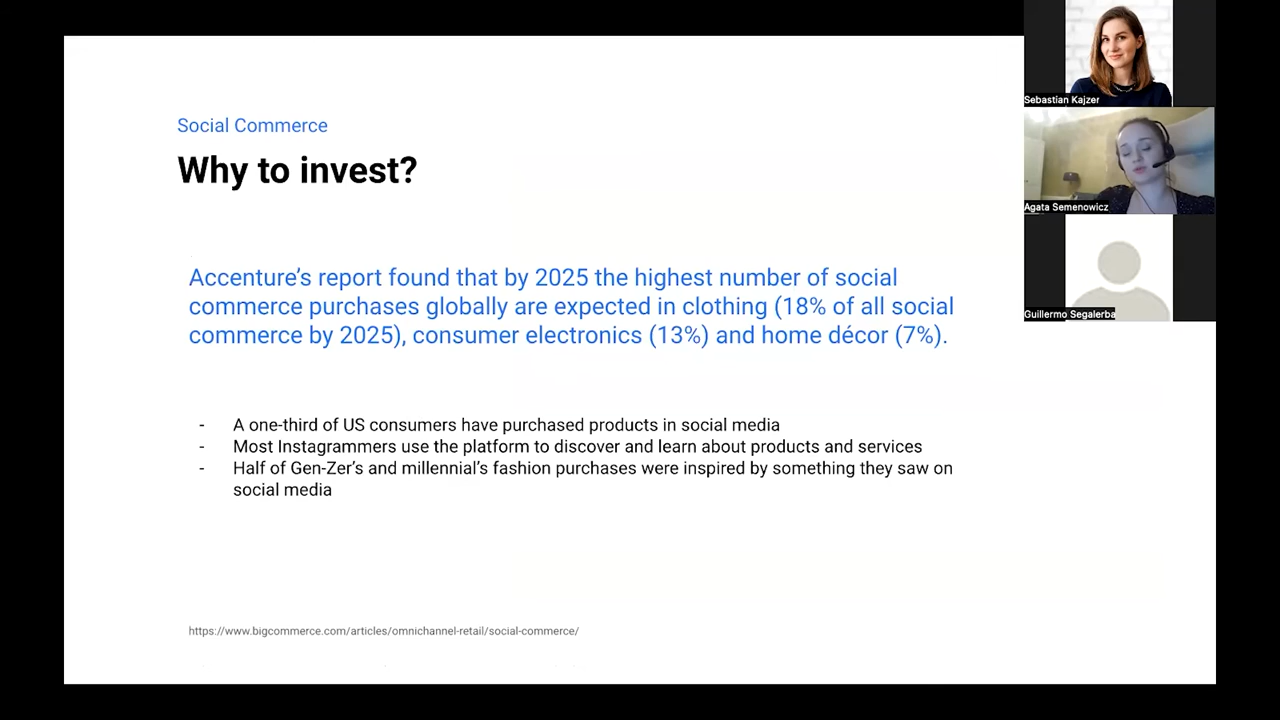 Social Commerce
Why to invest?
Accenture's report found that by 2025 the highest number of social
commerce purchases globally are expected in clothing (18% of all social
commerce by 2025), consumer electronics (13%) and home décor (7%).
- A one-third of US consumers have purchased products in social media
- Most Instagrammers use the platform to discover and learn about products and services
- Half of Gen-Zer's and millennial's fashion purchases were inspired by something they saw on
social media
https://www.bigcommerce.com/articles/omnichannel-retail/social-commerce/
Sebastian Kajzer
Agata Semenowicz
Guillermo Segalerba